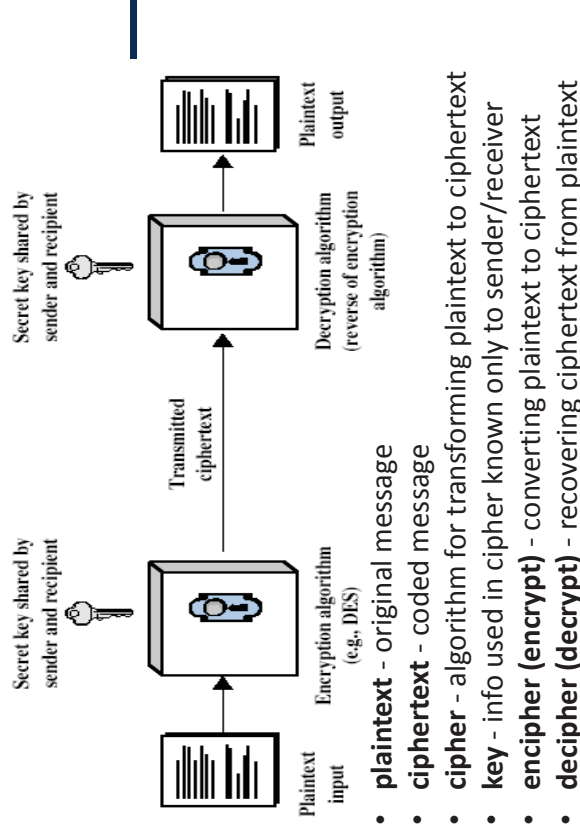 Secret key shared by
sender and recipient
Secret key shared by
sender and recipient
Transmitted
ciphertext
Plaintext
input
Encryption algorithm
(e.g., DES)
Decryption algorithm
(reverse of encryption
algorithm)
Plaintext
output
• plaintext - original message
• ciphertext - coded message
• cipher - algorithm for transforming plaintext to ciphertext
• key - info used in cipher known only to sender/receiver
• encipher (encrypt) - converting plaintext to ciphertext
• decipher (decrypt) - recovering ciphertext from plaintext